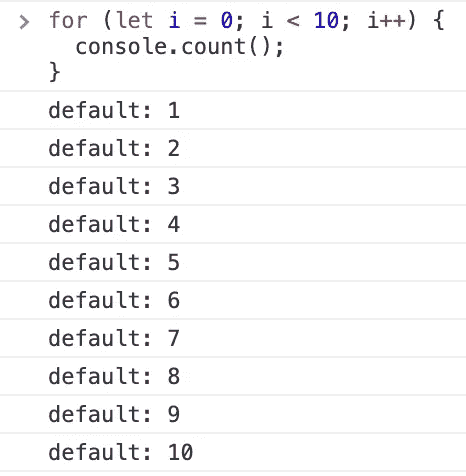 > for (let i = 0; i < 10; i++) {
  console.count();
}
default: 1
default: 2
default: 3
default: 4
default: 5
default: 6
default: 7
default: 8
default: 9
default: 10